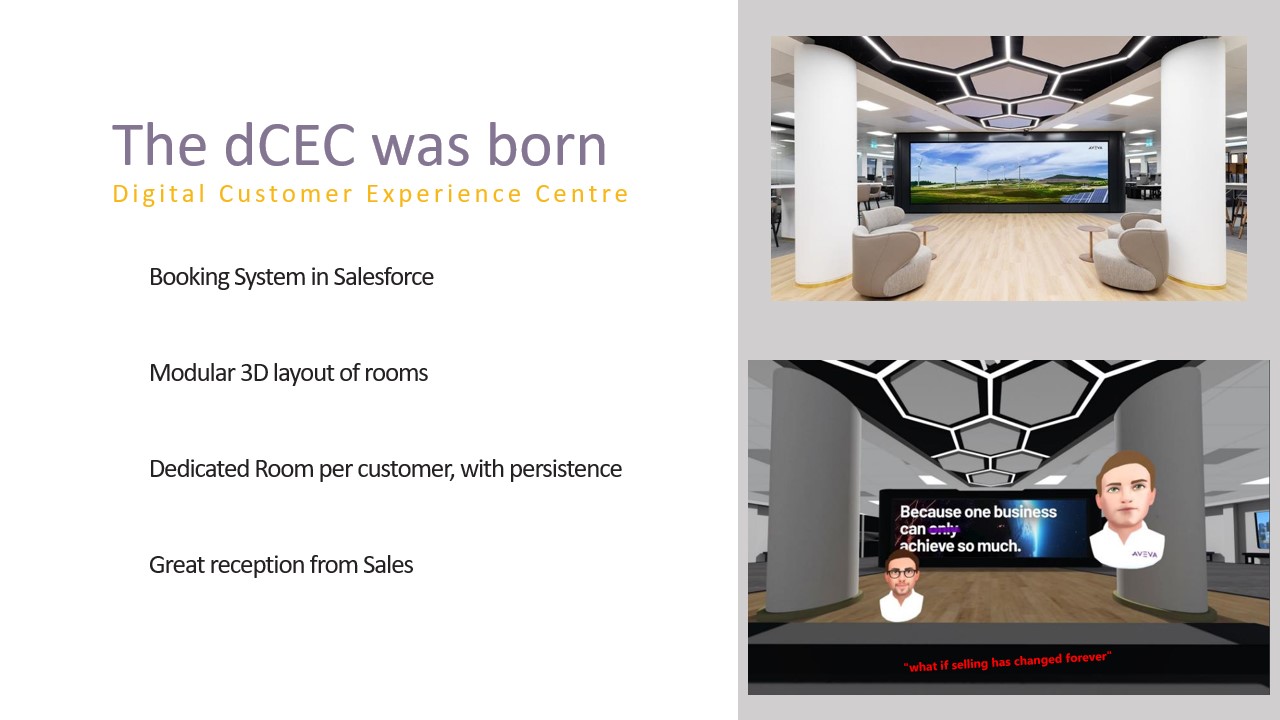 The dCEC was born
Digital Customer Experience Centre
Booking System in Salesforce
Modular 3D layout of rooms
Dedicated Room per customer, with persistence
Great reception from Sales
AVEVA
Because one business
can only
achieve so much.
AVEVA
"what if selling has changed forever"